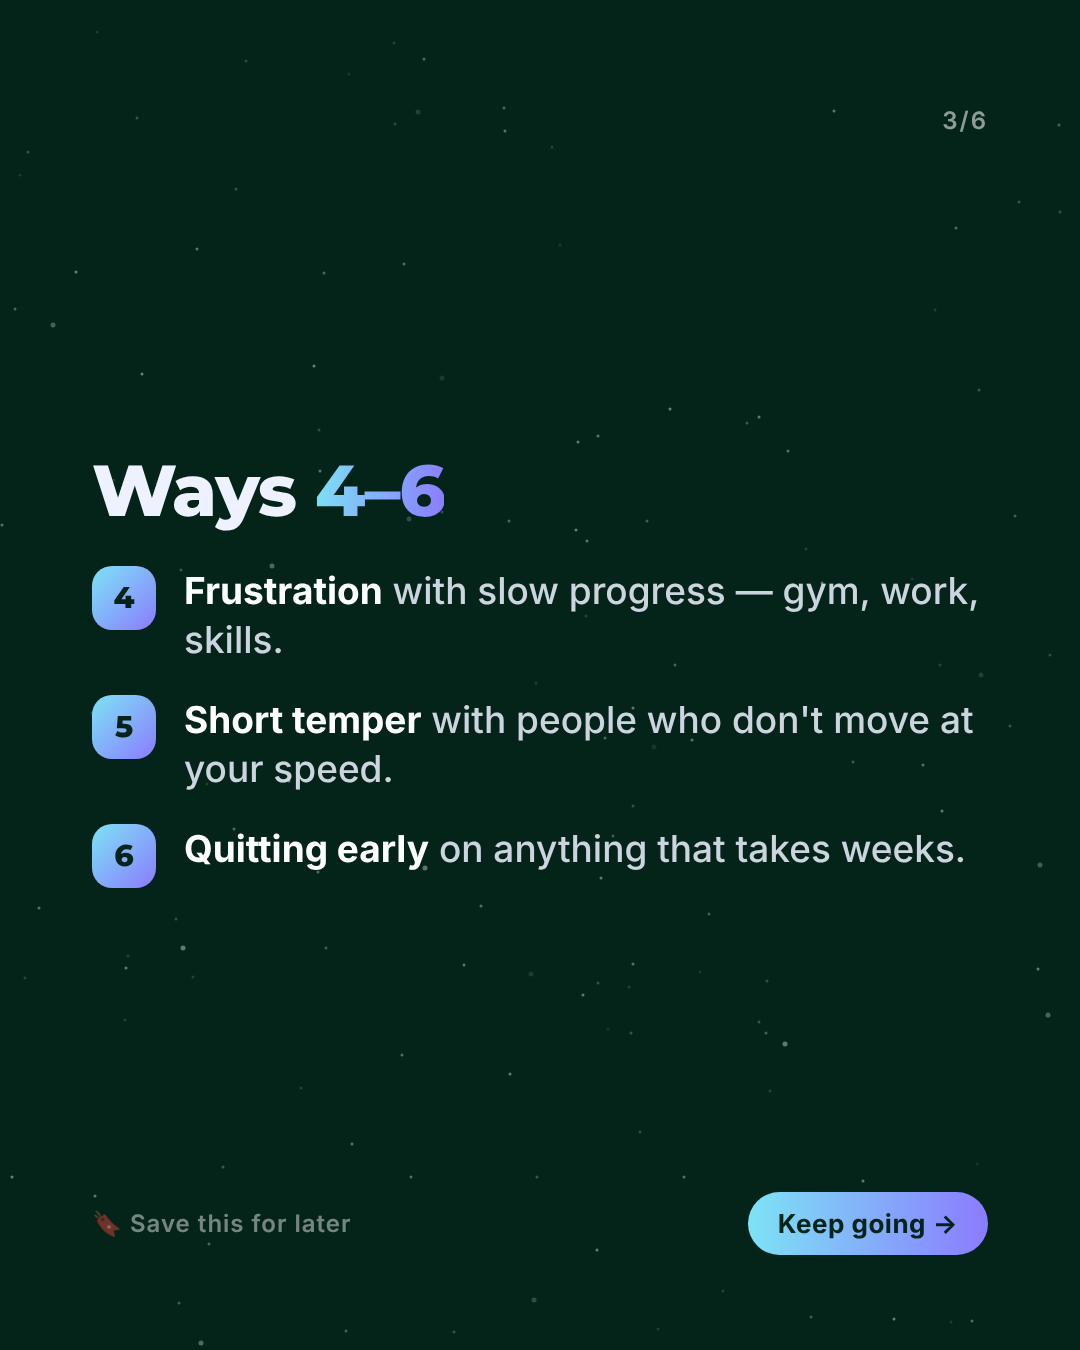 3/6
Ways 4–6
4 Frustration with slow progress — gym, work,
skills.
5 Short temper with people who don't move at
your speed.
6 Quitting early on anything that takes weeks.
🔖 Save this for later
Keep going →